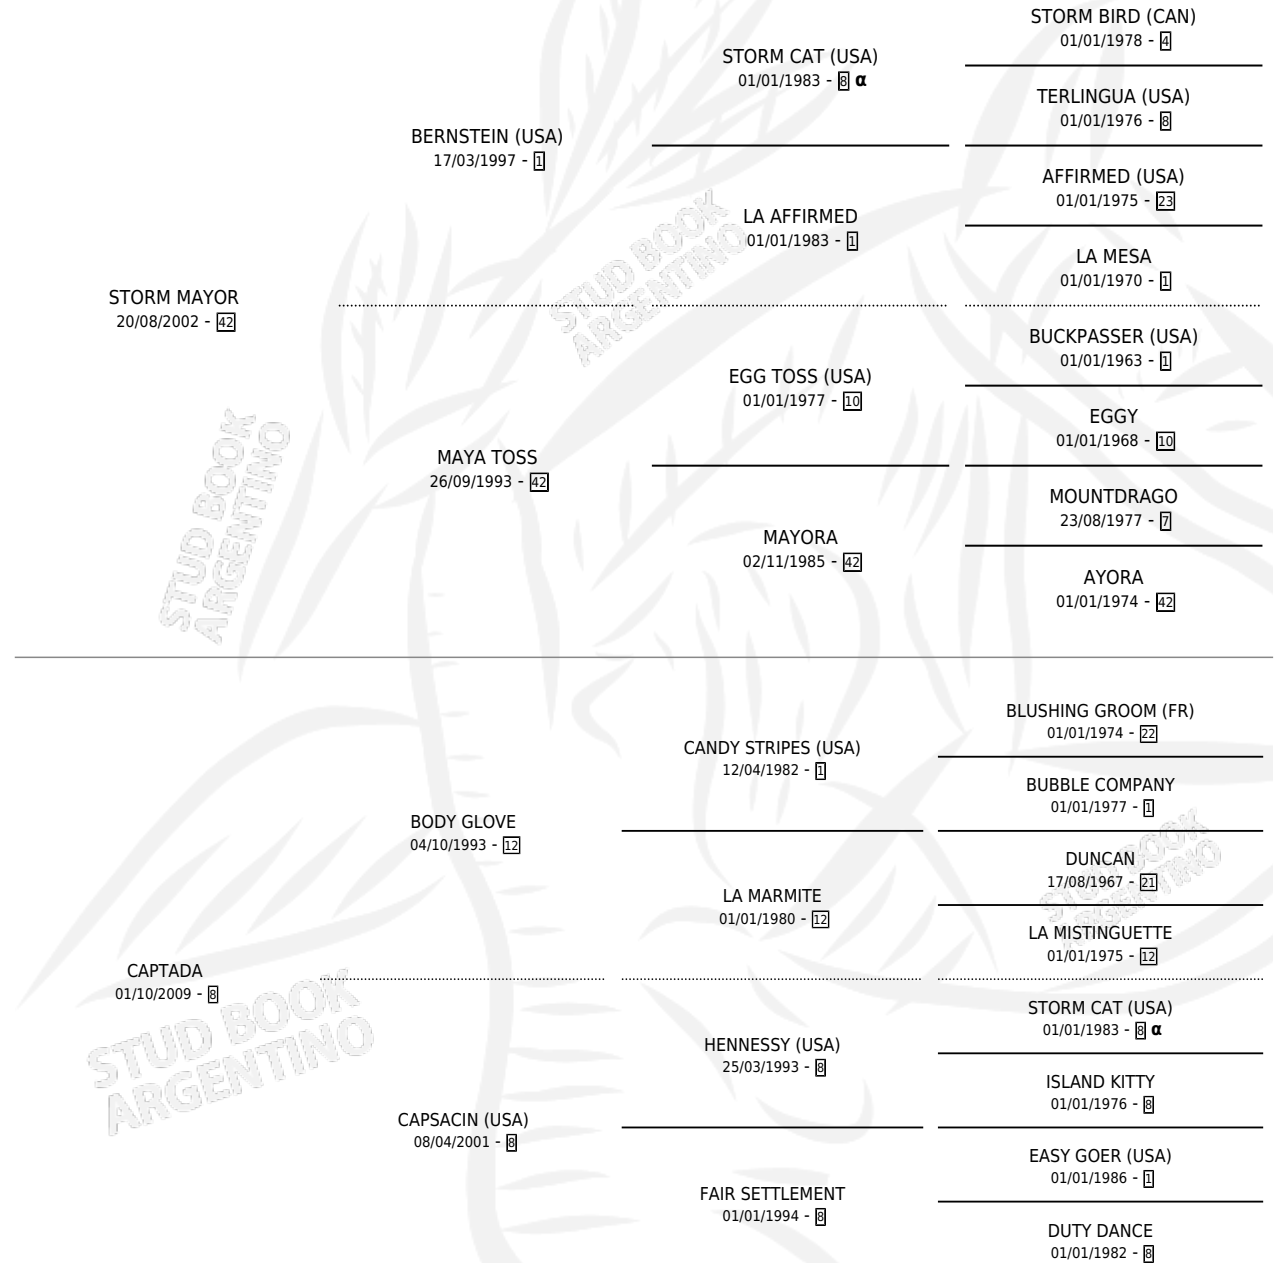 STORM MAYOR
20/08/2002 - 42
BERNSTEIN (USA)
17/03/1997 - 1
STORM CAT (USA)
01/01/1983 - 8 α
STORM BIRD (CAN)
01/01/1978 - 4
TERLINGUA (USA)
01/01/1976 - 8
LA AFFIRMED
01/01/1983 - 1
AFFIRMED (USA)
01/01/1975 - 23
LA MESA
01/01/1970 - 1
MAYA TOSS
26/09/1993 - 42
EGG TOSS (USA)
01/01/1977 - 10
BUCKPASSER (USA)
01/01/1963 - 1
EGGY
01/01/1968 - 10
MAYORA
02/11/1985 - 42
MOUNTDRAGO
23/08/1977 - 7
AYORA
01/01/1974 - 42
CAPTADA
01/10/2009 - 8
BODY GLOVE
04/10/1993 - 12
CANDY STRIPES (USA)
12/04/1982 - 1
BLUSHING GROOM (FR)
01/01/1974 - 22
BUBBLE COMPANY
01/01/1977 - 1
LA MARMITE
01/01/1980 - 12
DUNCAN
17/08/1967 - 21
LA MISTINGUETTE
01/01/1975 - 12
CAPSACIN (USA)
08/04/2001 - 8
HENNESSY (USA)
25/03/1993 - 8
STORM CAT (USA)
01/01/1983 - 8 α
ISLAND KITTY
01/01/1976 - 8
FAIR SETTLEMENT
01/01/1994 - 8
EASY GOER (USA)
01/01/1986 - 1
DUTY DANCE
01/01/1982 - 8
STUD BOOK
ARGENTINO
STUD BOOK
ARGENTINO
STUD BOOK
ARGENTINO
STUD BOOK
ARGENTINO